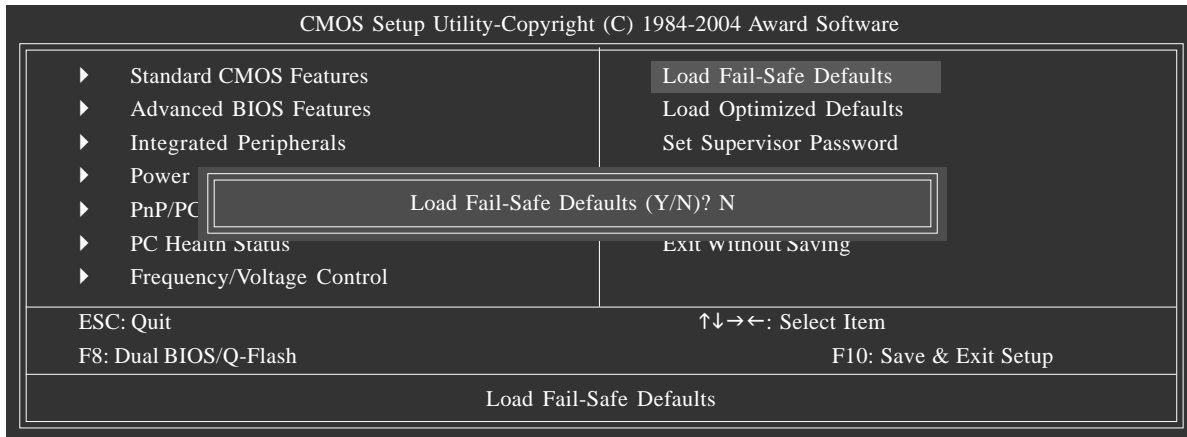 CMOS Setup Utility-Copyright (C) 1984-2004 Award Software
Standard CMOS Features
Advanced BIOS Features
Integrated Peripherals
Power
PnP/PC
PC Health Status
Frequency/Voltage Control
Load Fail-Safe Defaults
Load Optimized Defaults
Set Supervisor Password
Exit Without Saving
Load Fail-Safe Defaults (Y/N)? N
ESC: Quit
↑↓→←: Select Item
F8: Dual BIOS/Q-Flash
F10: Save & Exit Setup
Load Fail-Safe Defaults